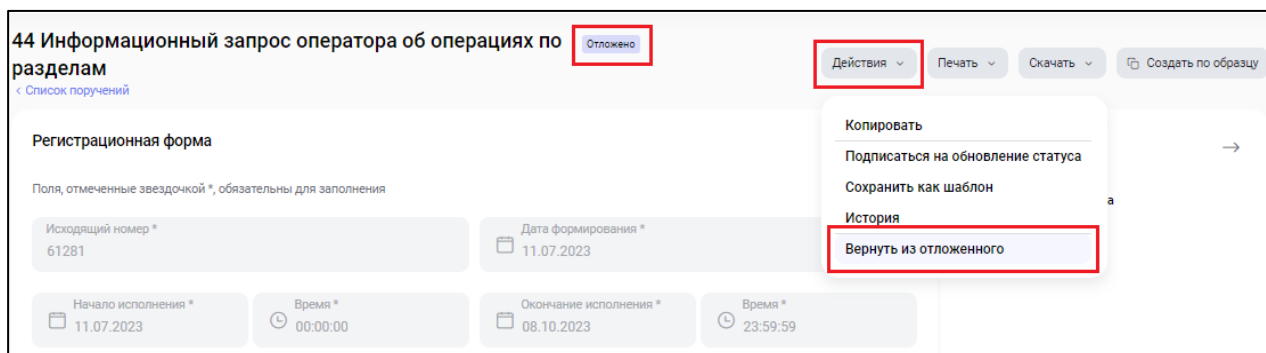 44 Информационный запрос оператора об операциях по
разделам
Отложено
< Список поручений
Действия
Печать
Скачать
Создать по образцу
Копировать
Подписаться на обновление статуса
Сохранить как шаблон
История
Вернуть из отложенного
а
Регистрационная форма
Поля, отмеченные звездочкой *, обязательны для заполнения
Исходящий номер *
61281
Дата формирования *
11.07.2023
Начало исполнения *
11.07.2023
Время *
00:00:00
Окончание исполнения *
08.10.2023
Время *
23:59:59